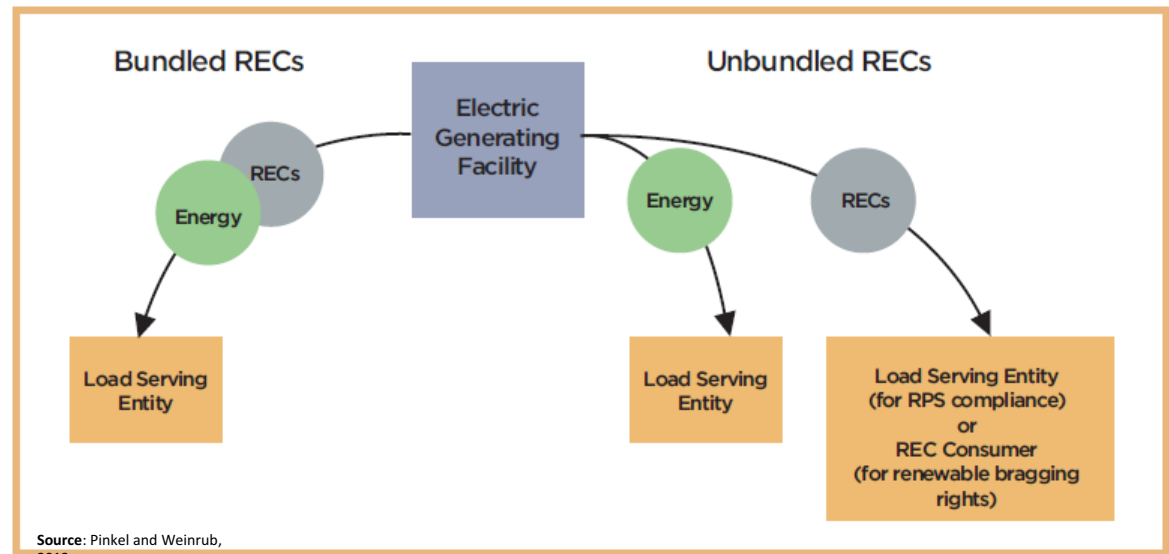 Bundled RECs
Unbundled RECs
Electric
Generating
Facility
RECs
Energy
Energy
RECs
Load Serving
Entity
Load Serving
Entity
Load Serving Entity
(for RPS compliance)
or
REC Consumer
(for renewable bragging
rights)
Source: Pinkel and Weinrub,